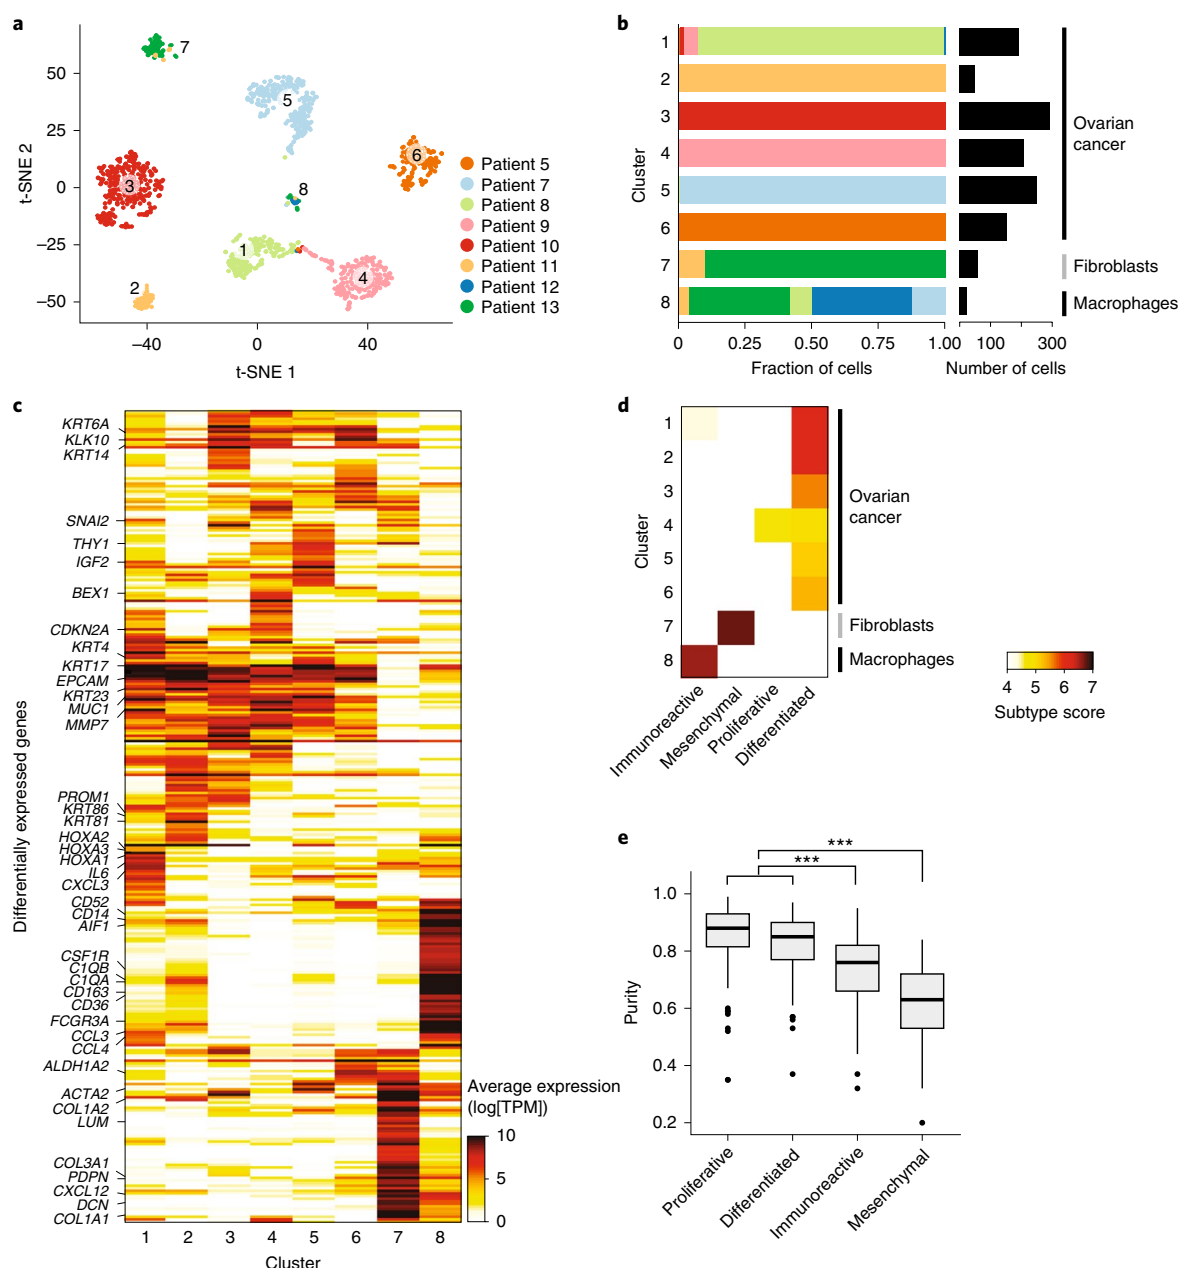 a
t-SNE 2
50
25
0
−25
−50
−40
0
40
t-SNE 1
7
5
6
3
8
1
4
2
Patient 5
Patient 7
Patient 8
Patient 9
Patient 10
Patient 11
Patient 12
Patient 13
b
Cluster
1
2
3
4
5
6
7
8
0
0.25
0.50
0.75
1.00
Fraction of cells
0
100
300
Number of cells
Ovarian
cancer
Fibroblasts
Macrophages
c
Differentially expressed genes
KRT6A
KLK10
KRT14
SNAI2
THY1
IGF2
BEX1
CDKN2A
KRT4
KRT17
EPCAM
KRT23
MUC1
MMP7
PROM1
KRT86
KRT81
HOXA2
HOXA3
HOXA1
IL6
CXCL3
CD52
CD14
AIF1
CSF1R
C1QB
C1QA
CD163
CD36
FCGR3A
CCL3
CCL4
ALDH1A2
ACTA2
COL1A2
LUM
COL3A1
PDPN
CXCL12
DCN
COL1A1
1 2 3 4 5 6 7 8
Cluster
Average expression
(log[TPM])
10
5
0
d
Cluster
1
2
3
4
5
6
7
8
Ovarian
cancer
Fibroblasts
Macrophages
Immunoreactive
Mesenchymal
Proliferative
Differentiated
4 5 6 7
Subtype score
e
Purity
1.0
0.8
0.6
0.4
0.2
***
***
Proliferative
Differentiated
Immunoreactive
Mesenchymal